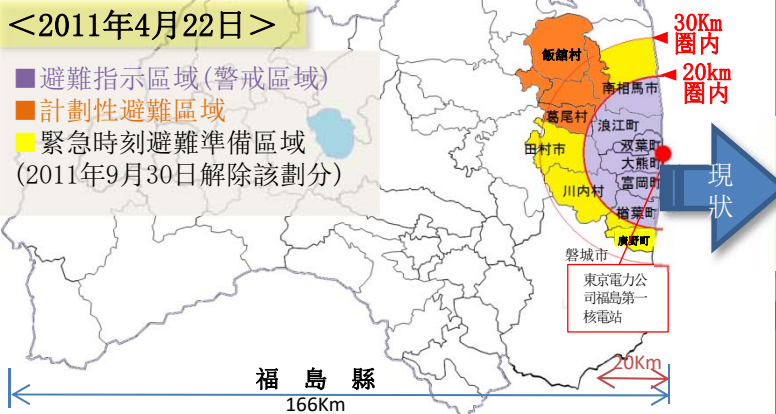 <2011年4月22日>
■避難指示區域(警戒區域)
■計劃性避難區域
■緊急時刻避難準備區域
(2011年9月30日解除該劃分)
30Km
圏内
20km
圏内
飯舘村
南相馬市
葛尾村
浪江町
田村市
双葉町
大熊町
富岡町
川内村
楢葉町
廣野町
磐城市
東京電力公
司福島第一
核電站
現
狀
20Km
福 島 縣
166Km